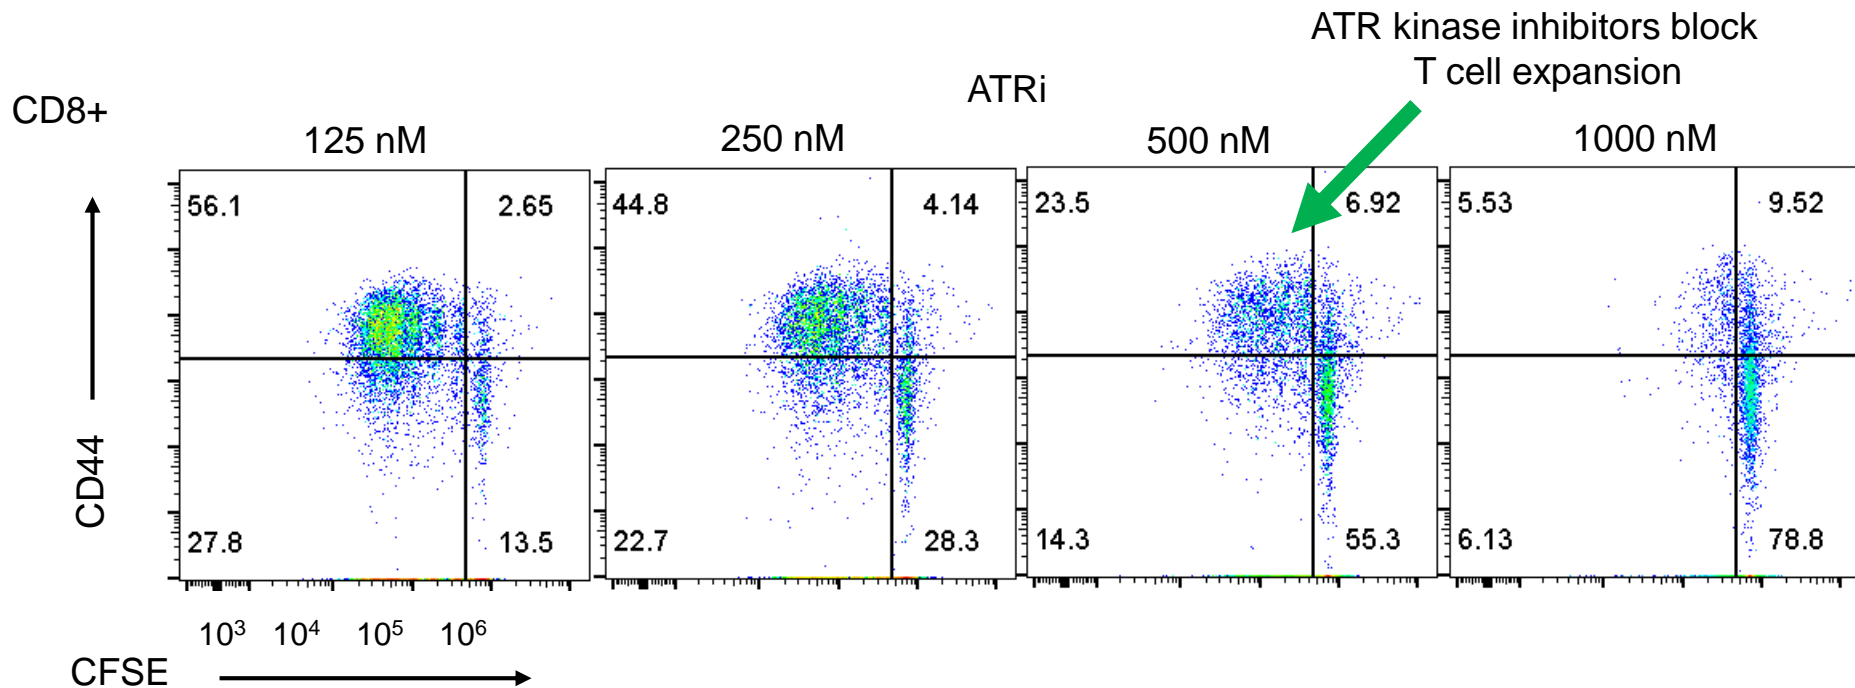 ATR kinase inhibitors block
T cell expansion
ATRi
CD8+
125 nM
250 nM
500 nM
1000 nM
56.1
2.65
44.8
4.14
23.5
6.92
5.53
9.52
CD44
27.8
13.5
22.7
28.3
14.3
55.3
6.13
78.8
10³ 10⁴ 10⁵ 10⁶
CFSE